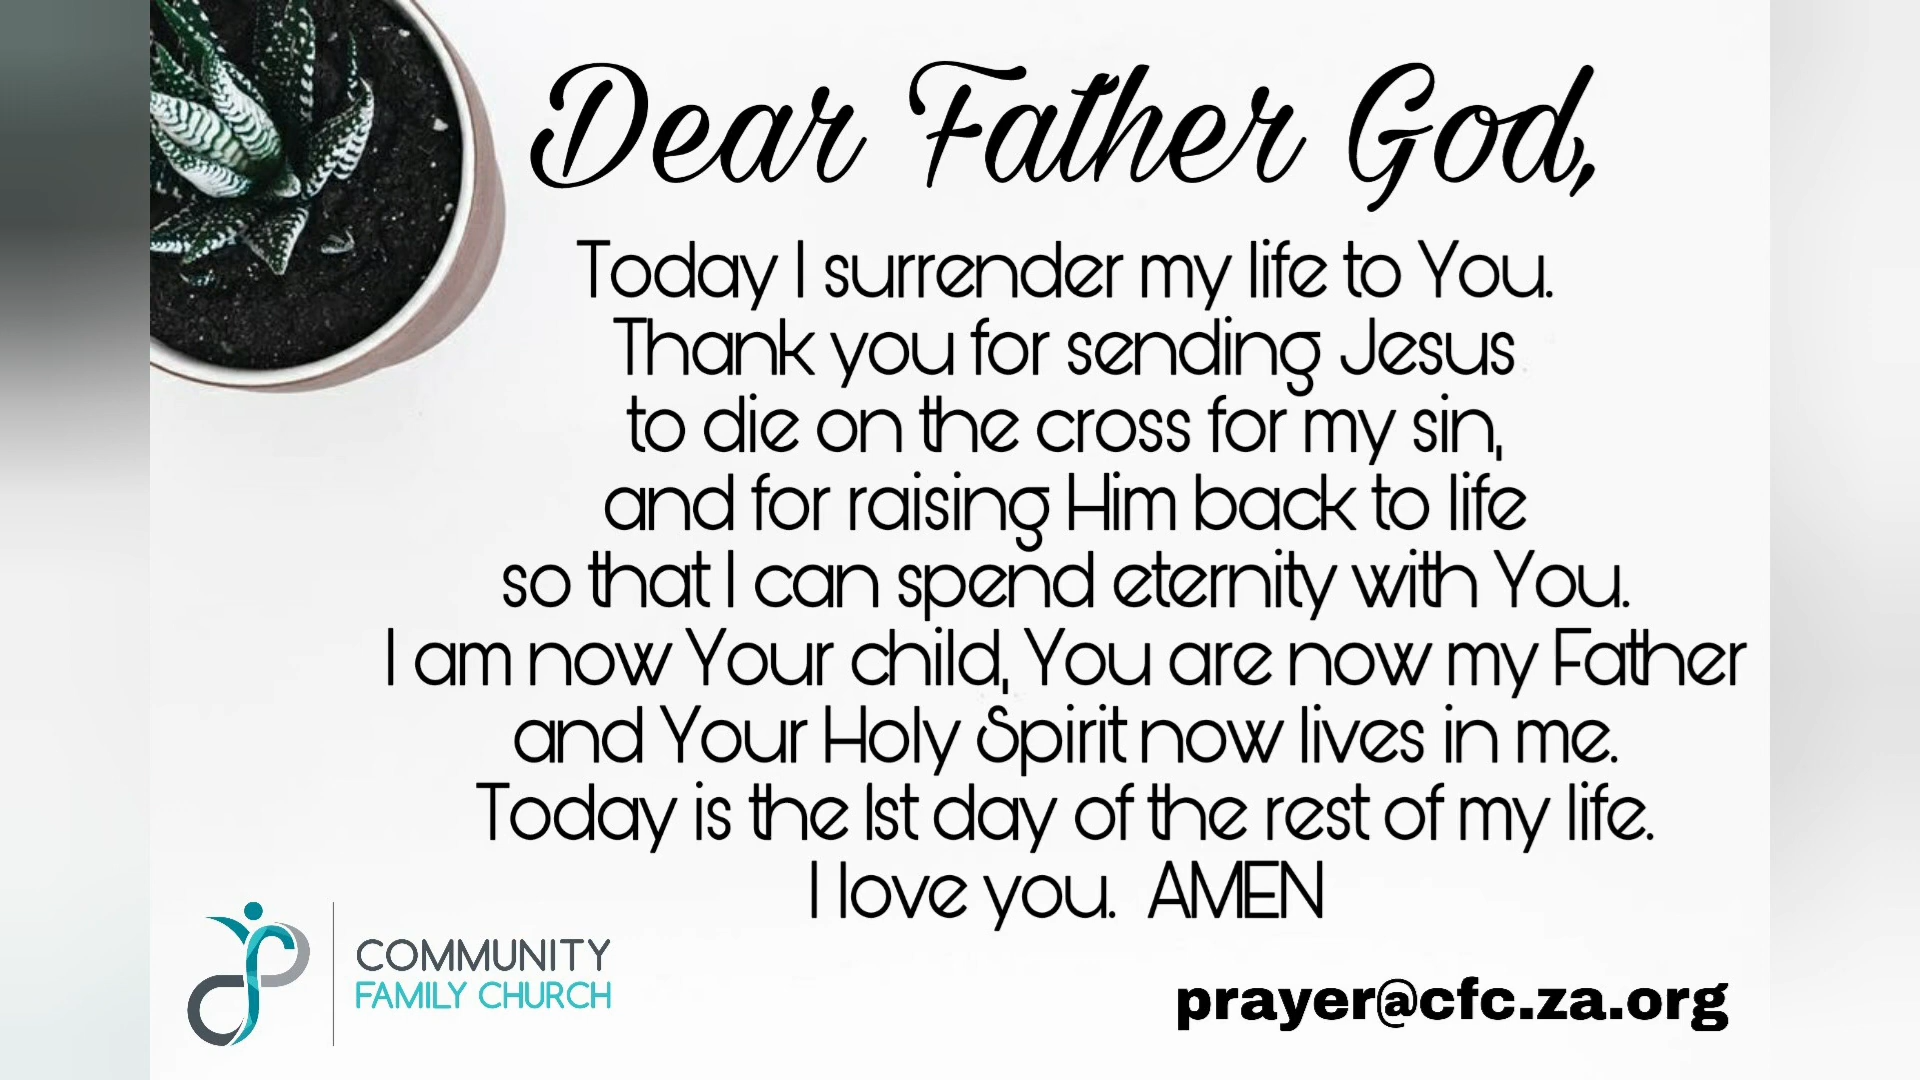 Dear Father God,
Today I surrender my life to You.
Thank you for sending Jesus
to die on the cross for my sin,
and for raising Him back to life
so that I can spend eternity with You.
I am now Your child, You are now my Father
and Your Holy Spirit now lives in me.
Today is the 1st day of the rest of my life.
I love you. AMEN
COMMUNITY
FAMILY CHURCH
prayer@cfc.za.org